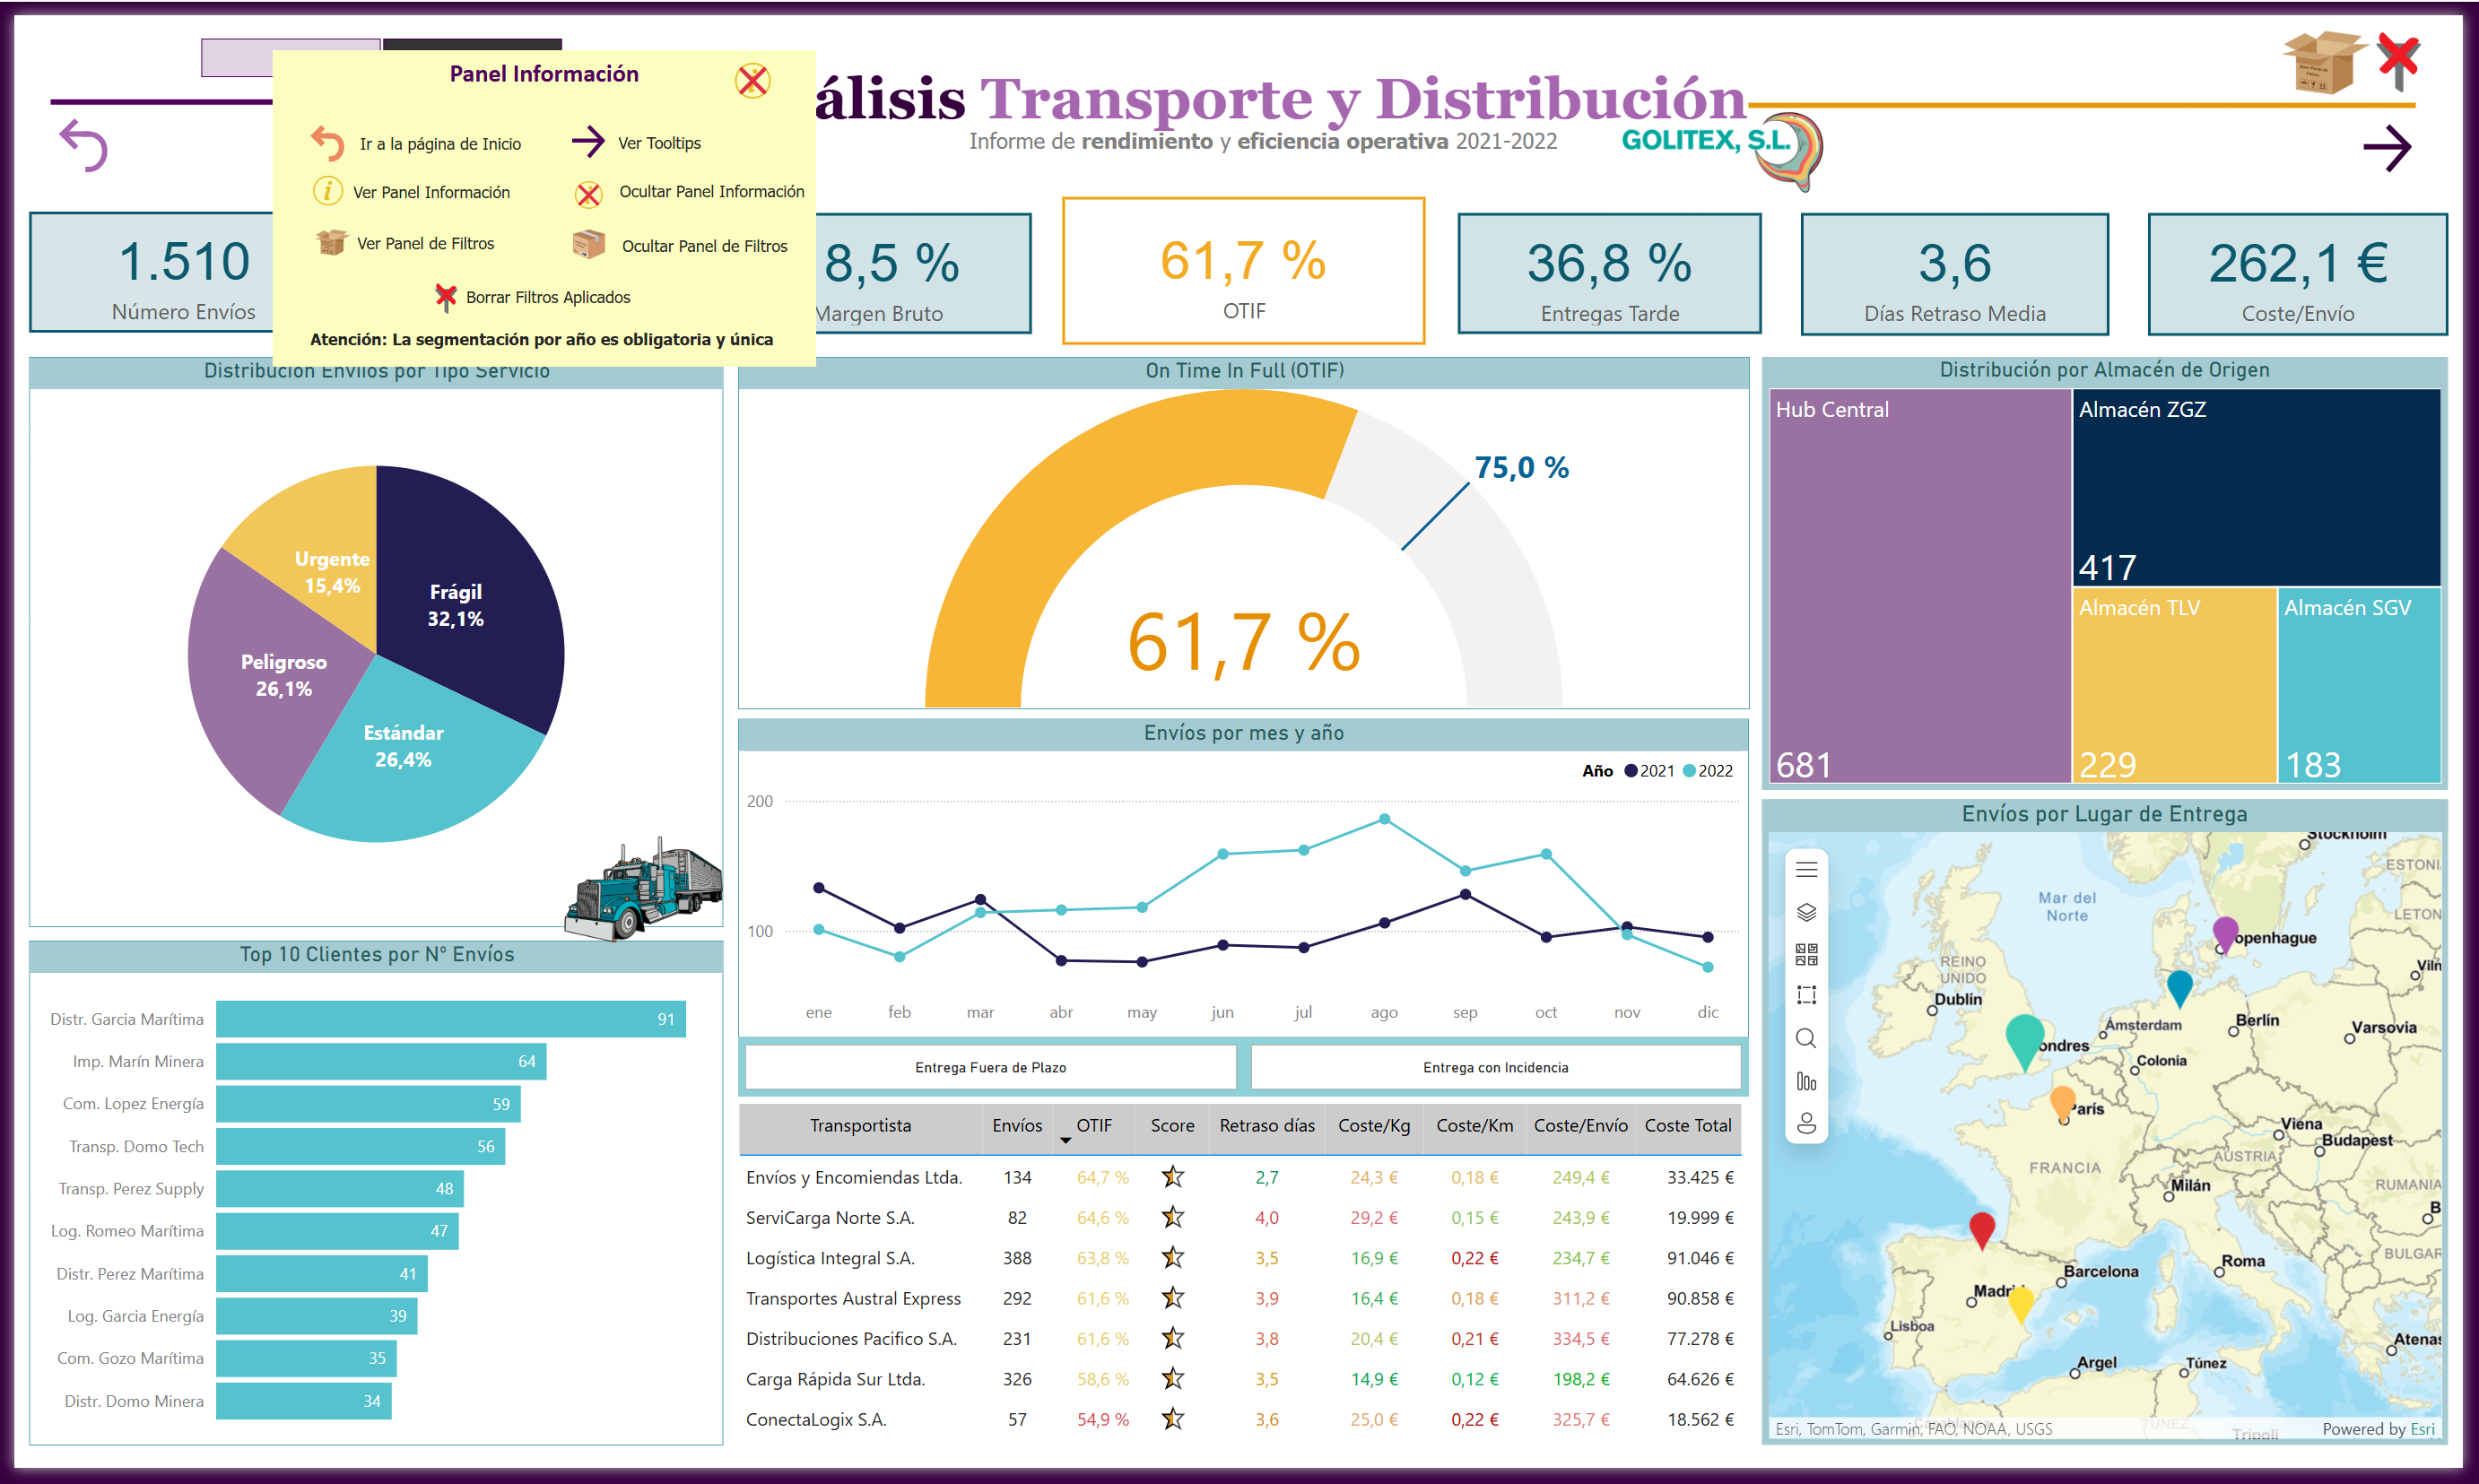 Panel Información
Ir a la página de Inicio
Ver Tooltips
Ver Panel Información
Ocultar Panel Información
Ver Panel de Filtros
Ocultar Panel de Filtros
Borrar Filtros Aplicados
Atención: La segmentación por año es obligatoria y única
álisis Transporte y Distribución
Informe de rendimiento y eficiencia operativa 2021-2022
GOLITEX, S.L.
1.510
Número Envíos
8,5 %
Margen Bruto
61,7 %
OTIF
36,8 %
Entregas Tarde
3,6
Días Retraso Media
262,1 €
Coste/Envío
Distribución Envíios por Tipo Servicio
Urgente
15,4%
Frágil
32,1%
Peligroso
26,1%
Estándar
26,4%
On Time In Full (OTIF)
75,0 %
61,7 %
Distribución por Almacén de Origen
Hub Central
681
Almacén ZGZ
417
Almacén TLV
229
Almacén SGV
183
Top 10 Clientes por Nº Envíos
Distr. Garcia Marítima 91
Imp. Marín Minera 64
Com. Lopez Energía 59
Transp. Domo Tech 56
Transp. Perez Supply 48
Log. Romeo Marítima 47
Distr. Perez Marítima 41
Log. Garcia Energía 39
Com. Gozo Marítima 35
Distr. Domo Minera 34
Envíos por mes y año
Año 2021 2022
200
100
ene feb mar abr may jun jul ago sep oct nov dic
Entrega Fuera de Plazo
Entrega con Incidencia
Transportista Envíos OTIF Score Retraso días Coste/Kg Coste/Km Coste/Envío Coste Total
Envíos y Encomiendas Ltda. 134 64,7 % 2,7 24,3 € 0,18 € 249,4 € 33.425 €
ServiCarga Norte S.A. 82 64,6 % 4,0 29,2 € 0,15 € 243,9 € 19.999 €
Logística Integral S.A. 388 63,8 % 3,5 16,9 € 0,22 € 234,7 € 91.046 €
Transportes Austral Express 292 61,6 % 3,9 16,4 € 0,18 € 311,2 € 90.858 €
Distribuciones Pacifico S.A. 231 61,6 % 3,8 20,4 € 0,21 € 334,5 € 77.278 €
Carga Rápida Sur Ltda. 326 58,6 % 3,5 14,9 € 0,12 € 198,2 € 64.626 €
ConectaLogix S.A. 57 54,9 % 3,6 25,0 € 0,22 € 325,7 € 18.562 €
Envíos por Lugar de Entrega
Stockholm
ESTONI
Mar del
Norte
LETON
openhague
REINO
UNIDO
Viln
Dublín
Ámsterdam
Berlín
Varsovia
ondres
Colonia
arís
Viena
Budapest
AUSTRIA
FRANCIA
Milán
RUMANIA
B
BULGAR
Roma
Barcelona
Madri
Lisboa
Atenas
Argel
Túnez
Casablanca
TÚNEZ
Trípoli
Esri, TomTom, Garmin, FAO, NOAA, USGS
Powered by Esri